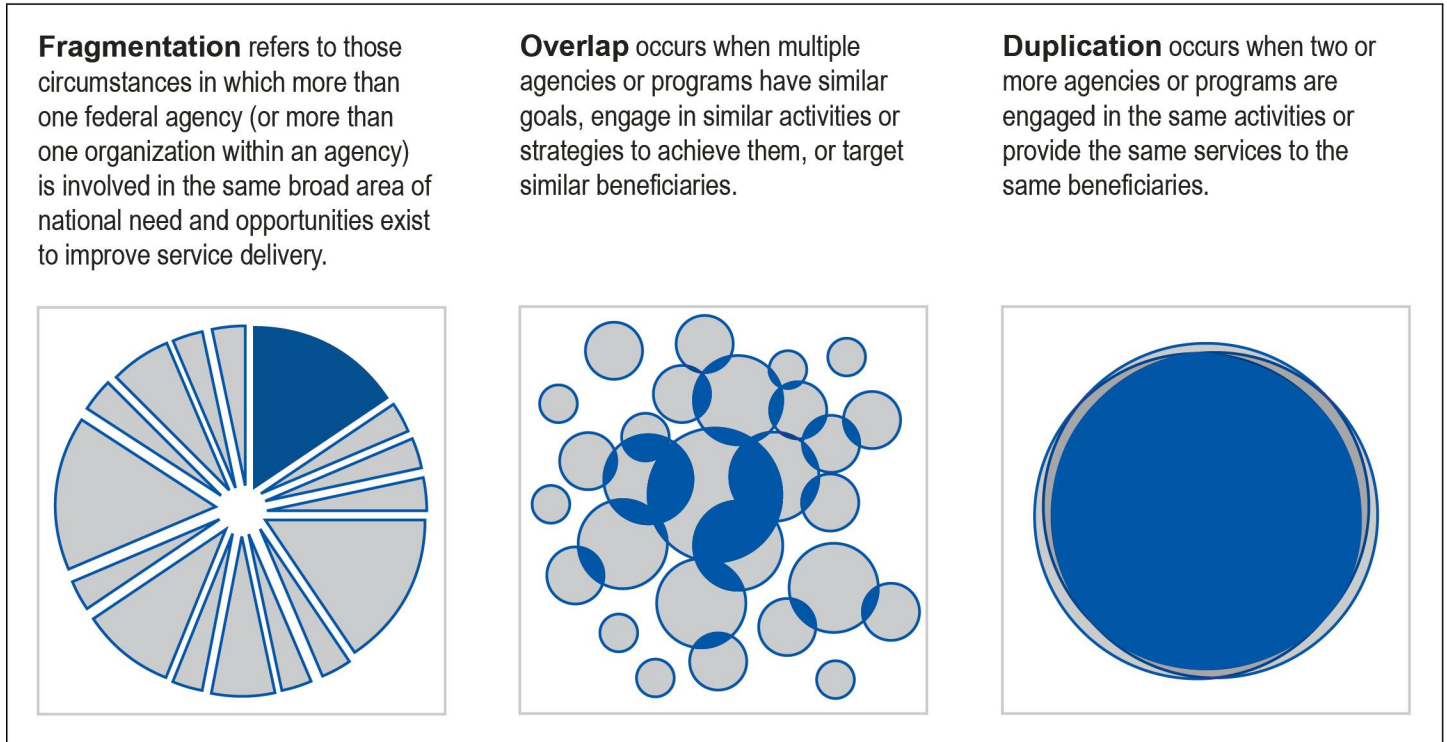 Fragmentation refers to those
circumstances in which more than
one federal agency (or more than
one organization within an agency)
is involved in the same broad area of
national need and opportunities exist
to improve service delivery.
Overlap occurs when multiple
agencies or programs have similar
goals, engage in similar activities or
strategies to achieve them, or target
similar beneficiaries.
Duplication occurs when two or
more agencies or programs are
engaged in the same activities or
provide the same services to the
same beneficiaries.